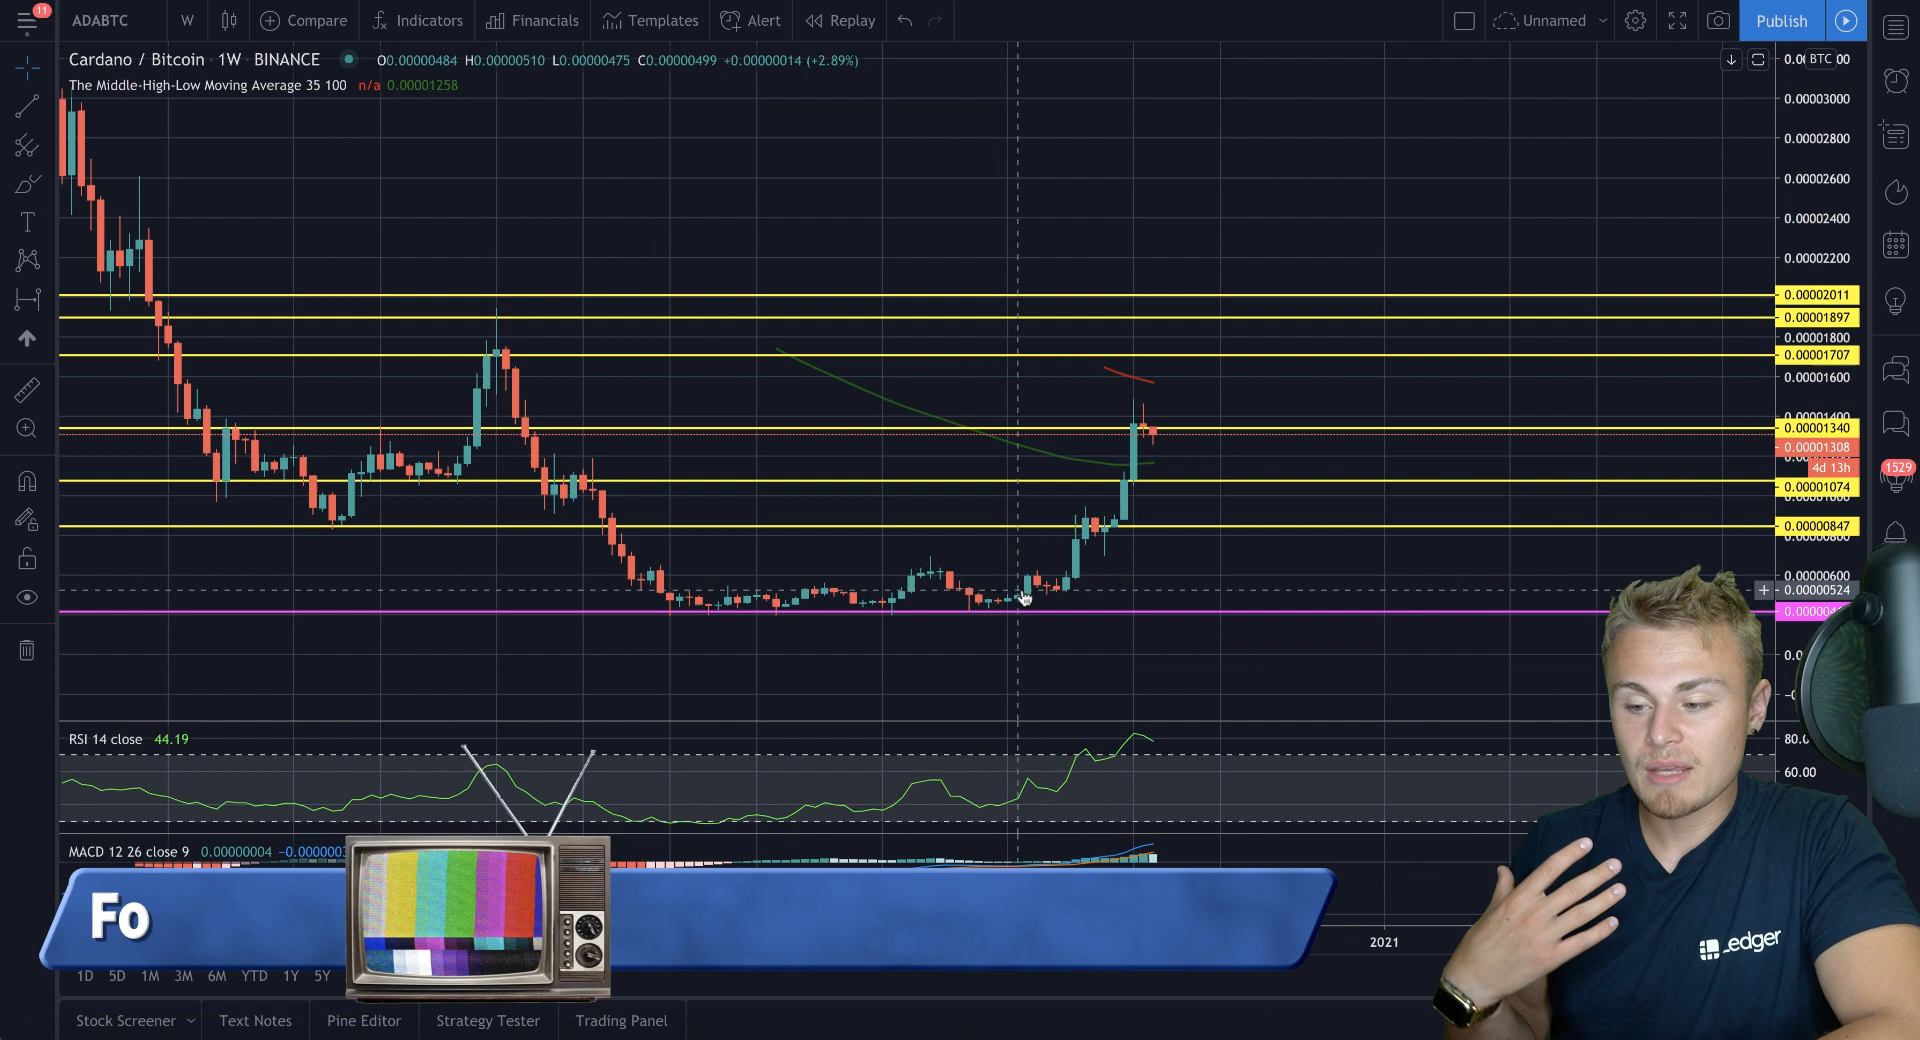 11
ADABTC W Compare Indicators Financials Templates Alert Replay Unnamed Publish
Cardano / Bitcoin · 1W · BINANCE O0.00000484 H0.00000510 L0.00000475 C0.00000499 +0.00000014 (+2.89%)
The Middle-High-Low Moving Average 35 100 n/a 0.00001258
BTC
0.00003000
0.00002800
0.00002600
0.00002400
0.00002200
0.00002011
0.00001897
0.00001800
0.00001707
0.00001600
0.00001340
0.00001308
4d 13h
1529
0.00001074
0.00000847
0.00000600
0.00000524
RSI 14 close 44.19
60.00
MACD 12 26 close 9 0.00000004
Fo
2021
Ledger
1D 5D 1M 3M 6M YTD 1Y 5Y
Stock Screener Text Notes Pine Editor Strategy Tester Trading Panel